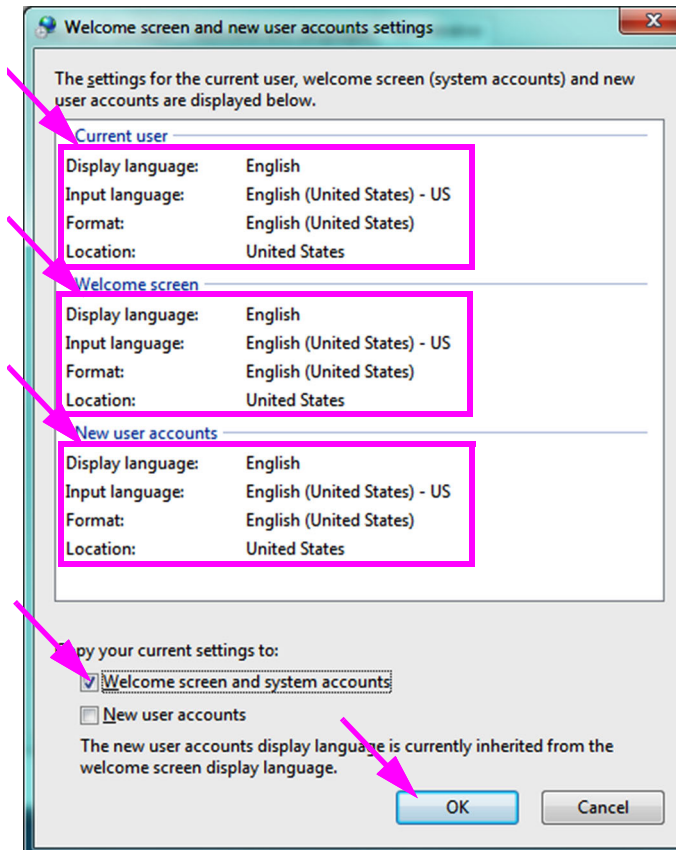 Welcome screen and new user accounts settings
The settings for the current user, welcome screen (system accounts) and new
user accounts are displayed below.
Current user
Display language: English
Input language: English (United States) - US
Format: English (United States)
Location: United States
Welcome screen
Display language: English
Input language: English (United States) - US
Format: English (United States)
Location: United States
New user accounts
Display language: English
Input language: English (United States) - US
Format: English (United States)
Location: United States
Copy your current settings to:
Welcome screen and system accounts
New user accounts
The new user accounts display language is currently inherited from the
welcome screen display language.
OK Cancel